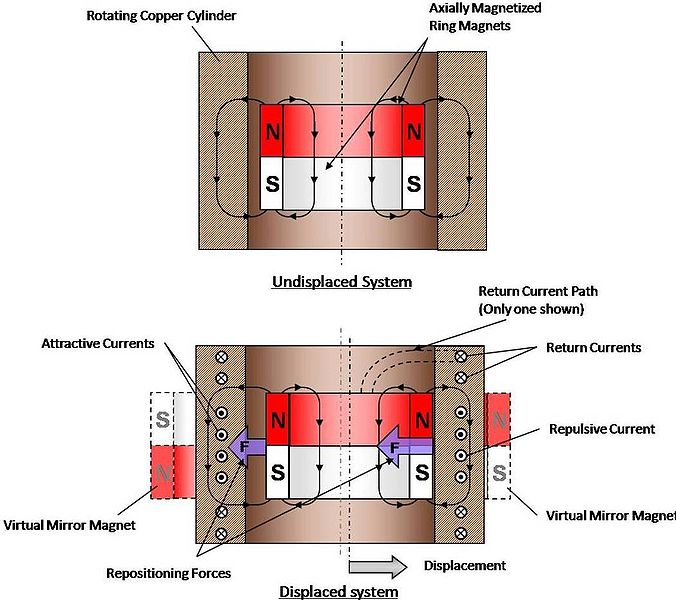 Rotating Copper Cylinder
Axially Magnetized
Ring Magnets
N
N
S
S
Undisplaced System
Return Current Path
(Only one shown)
Attractive Currents
Return Currents
S
N
N
N
Repulsive Current
F
F
N
S
S
S
Virtual Mirror Magnet
Virtual Mirror Magnet
Repositioning Forces
Displacement
Displaced system